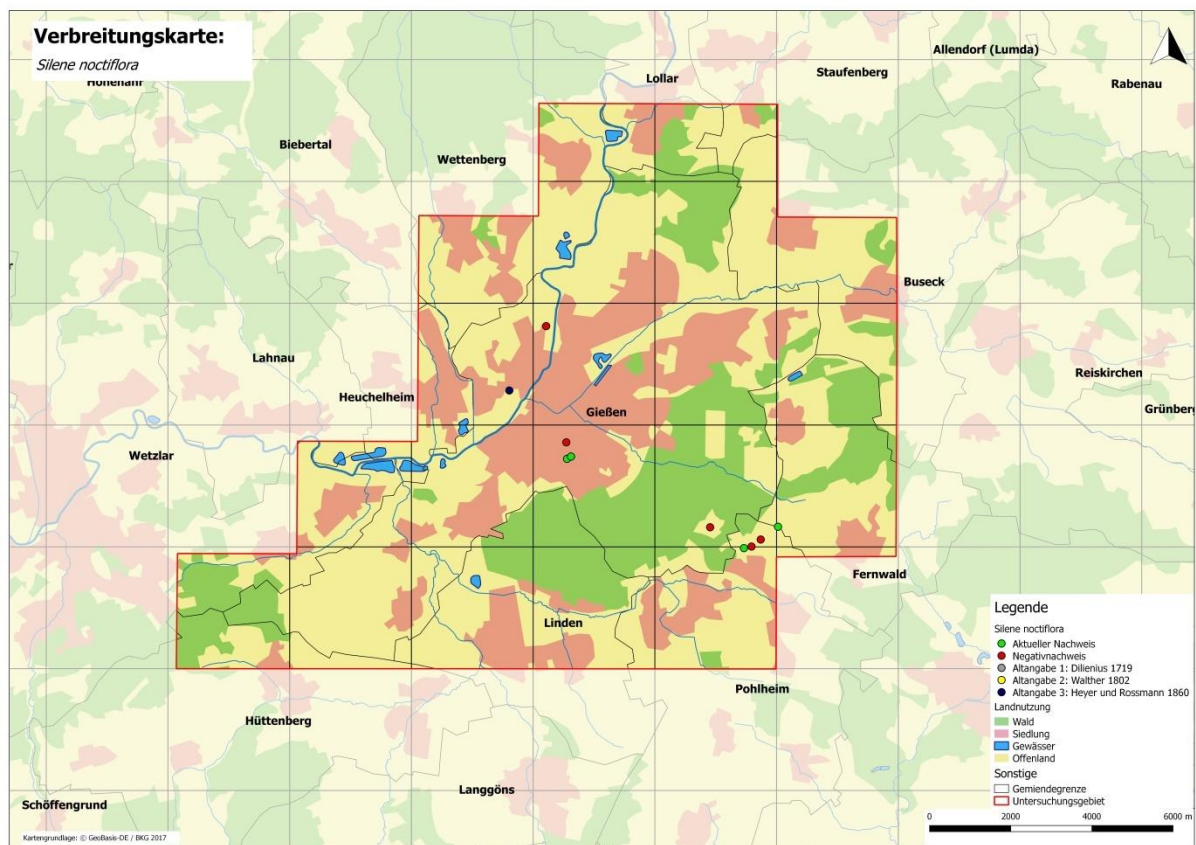 Verbreitungskarte:
Silene noctiflora
Hohenahr
Allendorf (Lumda)
Lollar
Staufenberg
Rabenau
Biebertal
Wettenberg
Buseck
Lahnau
Heuchelheim
Reiskirchen
Gießen
Grünberg
Wetzlar
Fernwald
Linden
Pohlheim
Hüttenberg
Langgöns
Schöffengrund
Legende
Silene noctiflora
Aktueller Nachweis
Negativnachweis
Altangabe 1: Dillenius 1719
Altangabe 2: Walther 1802
Altangabe 3: Heyer und Rossmann 1860
Landnutzung
Wald
Siedlung
Gewässer
Offenland
Sonstige
Gemiendegrenze
Untersuchungsgebiet
0 2000 4000 6000 m
Kartengrundlage: © GeoBasis-DE / BKG 2017